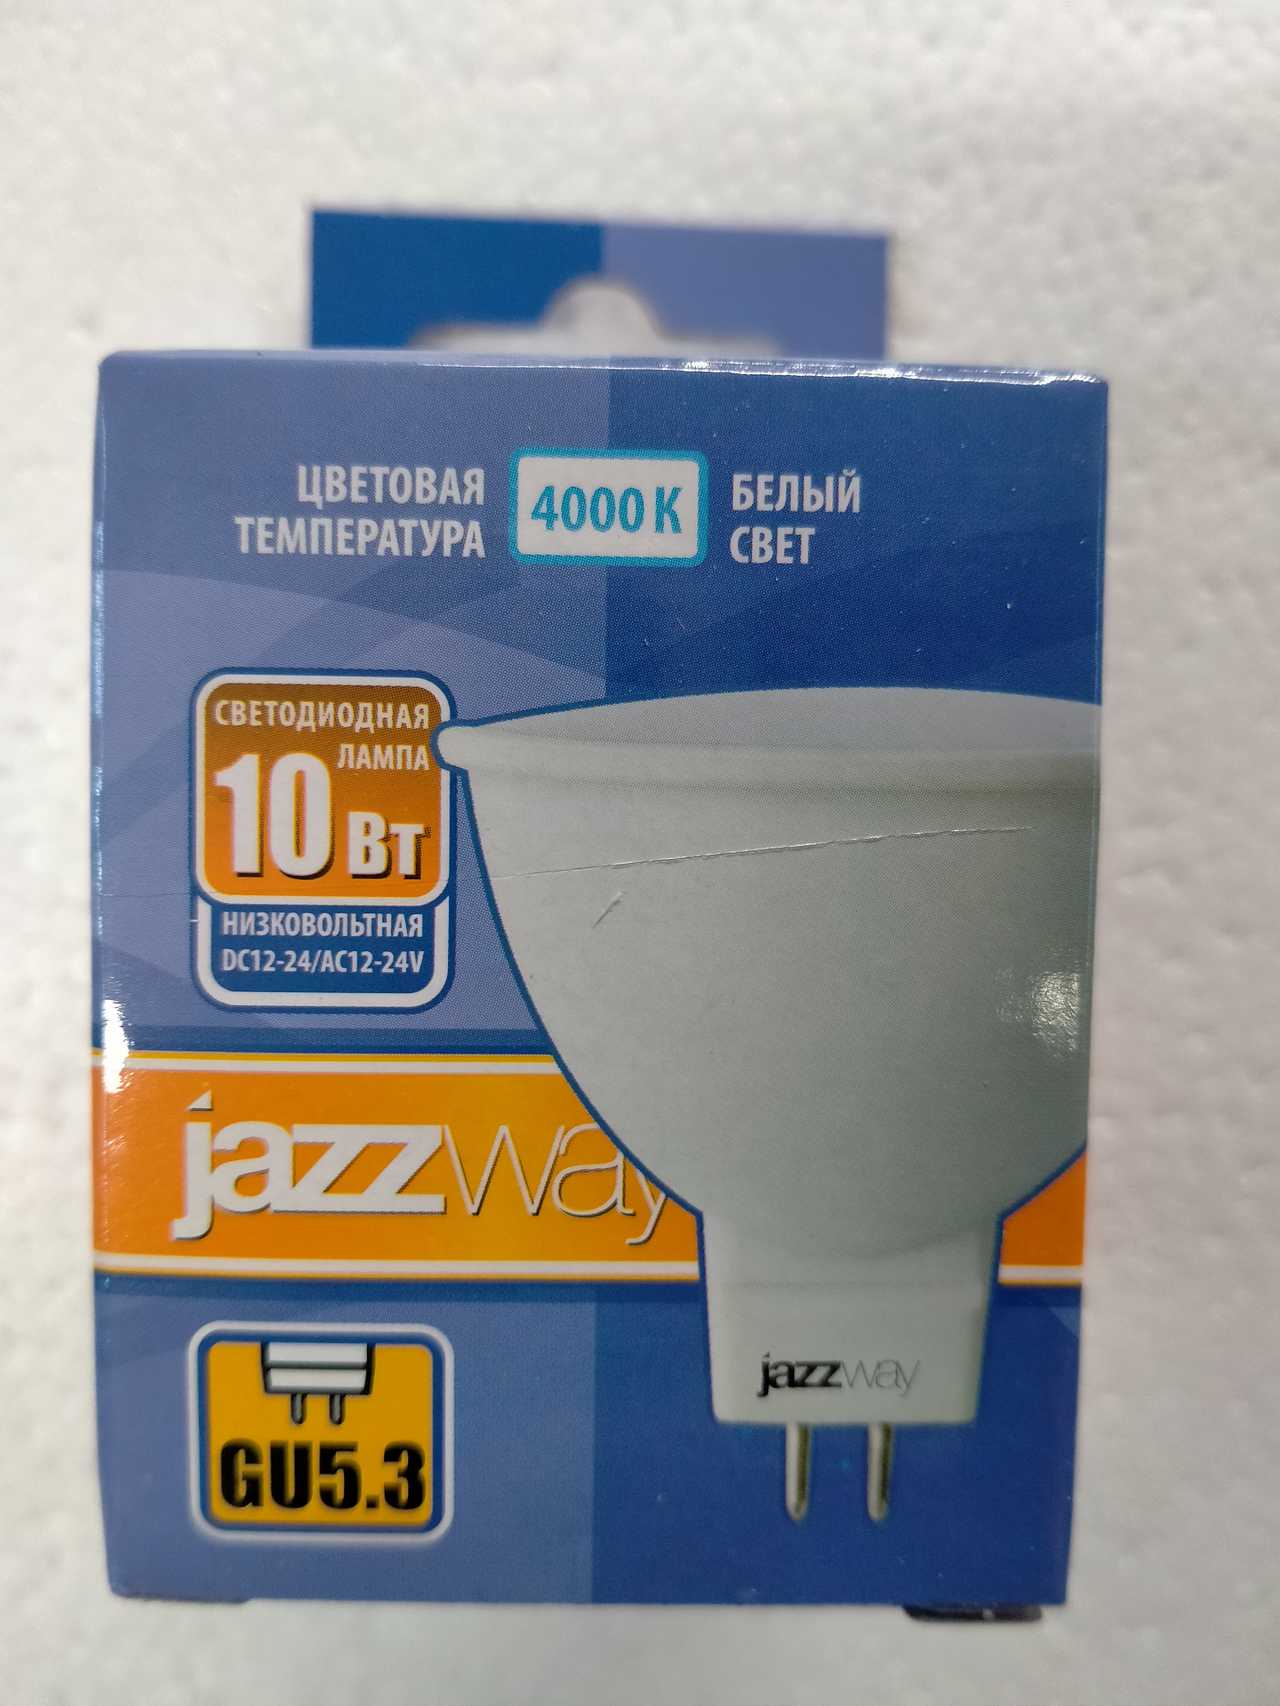 ЦВЕТОВАЯ
ТЕМПЕРАТУРА
4000 K
БЕЛЫЙ
СВЕТ
СВЕТОДИОДНАЯ
ЛАМПА
10 Вт
НИЗКОВОЛЬТНАЯ
DC12-24/AC12-24V
jazzway
jazzway
GU5.3